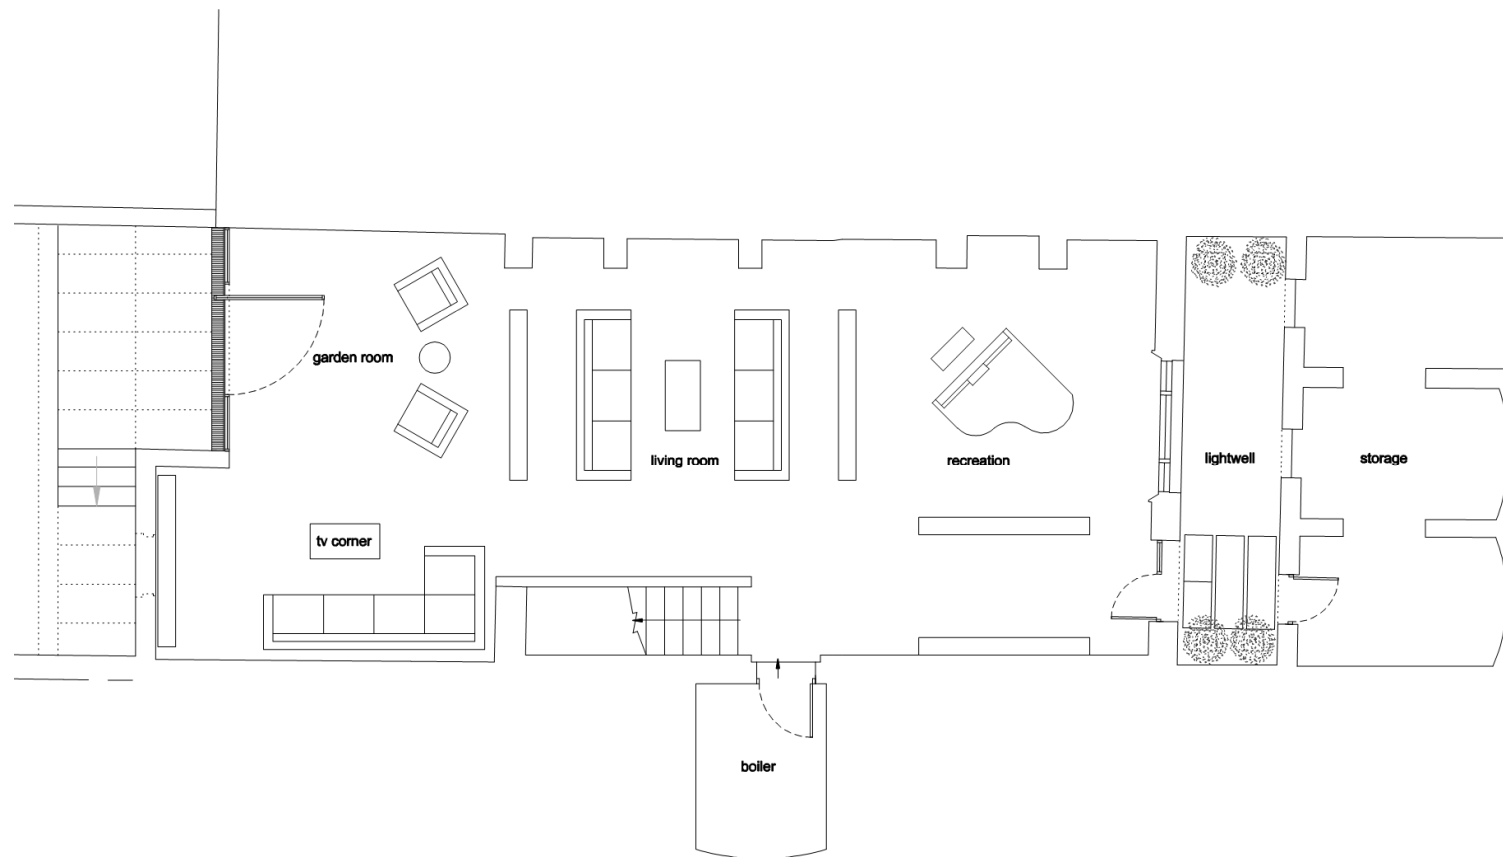 garden room
living room
recreation
lightwell
storage
tv corner
boiler